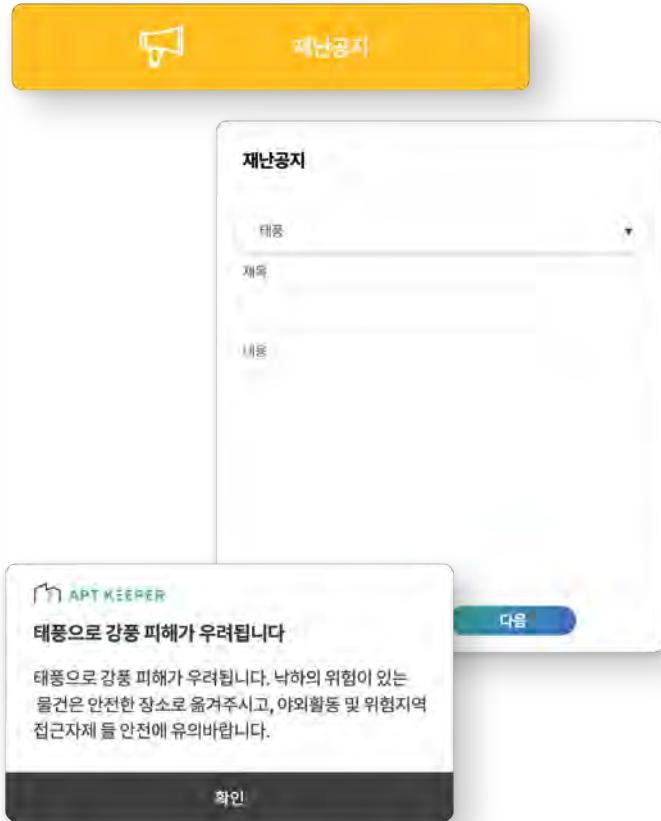 재난공지
재난공지
태풍
제목
내용
다음
APT KEEPER
태풍으로 강풍 피해가 우려됩니다
태풍으로 강풍 피해가 우려됩니다. 낙하의 위험이 있는
물건은 안전한 장소로 옮겨주시고, 야외활동 및 위험지역
접근자제 들 안전에 유의바랍니다.
확인